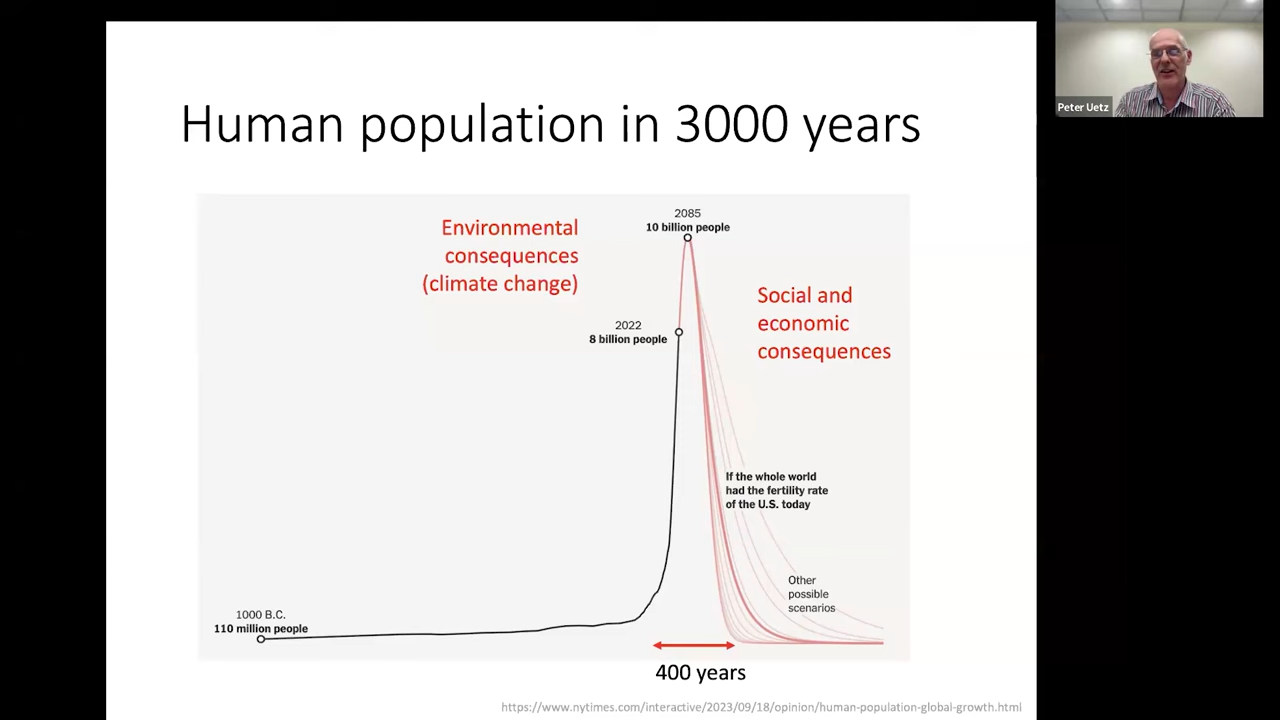 Human population in 3000 years
Peter Uetz
Environmental
consequences
(climate change)
2085
10 billion people
2022
8 billion people
Social and
economic
consequences
If the whole world
had the fertility rate
of the U.S. today
Other
possible
scenarios
1000 B.C.
110 million people
400 years
https://www.nytimes.com/interactive/2023/09/18/opinion/human-population-global-growth.html